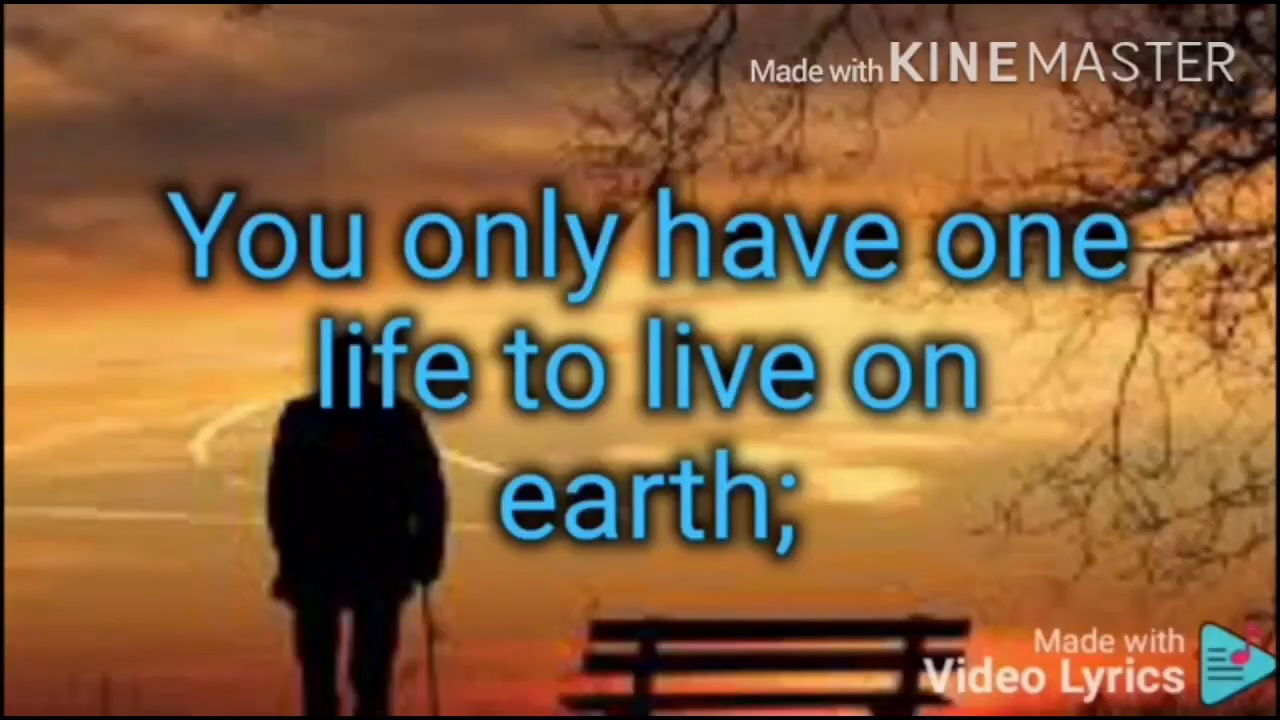 Made with KINEMASTER
You only have one
life to live on
earth;
Made with
Video Lyrics